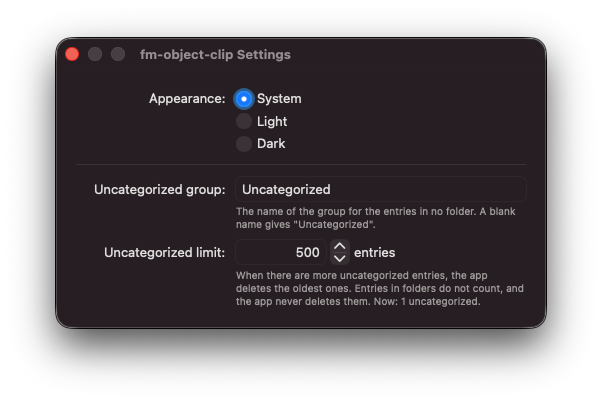 fm-object-clip Settings
Appearance: System
Light
Dark
Uncategorized group: Uncategorized
The name of the group for the entries in no folder. A blank
name gives "Uncategorized".
Uncategorized limit: 500 entries
When there are more uncategorized entries, the app
deletes the oldest ones. Entries in folders do not count, and
the app never deletes them. Now: 1 uncategorized.